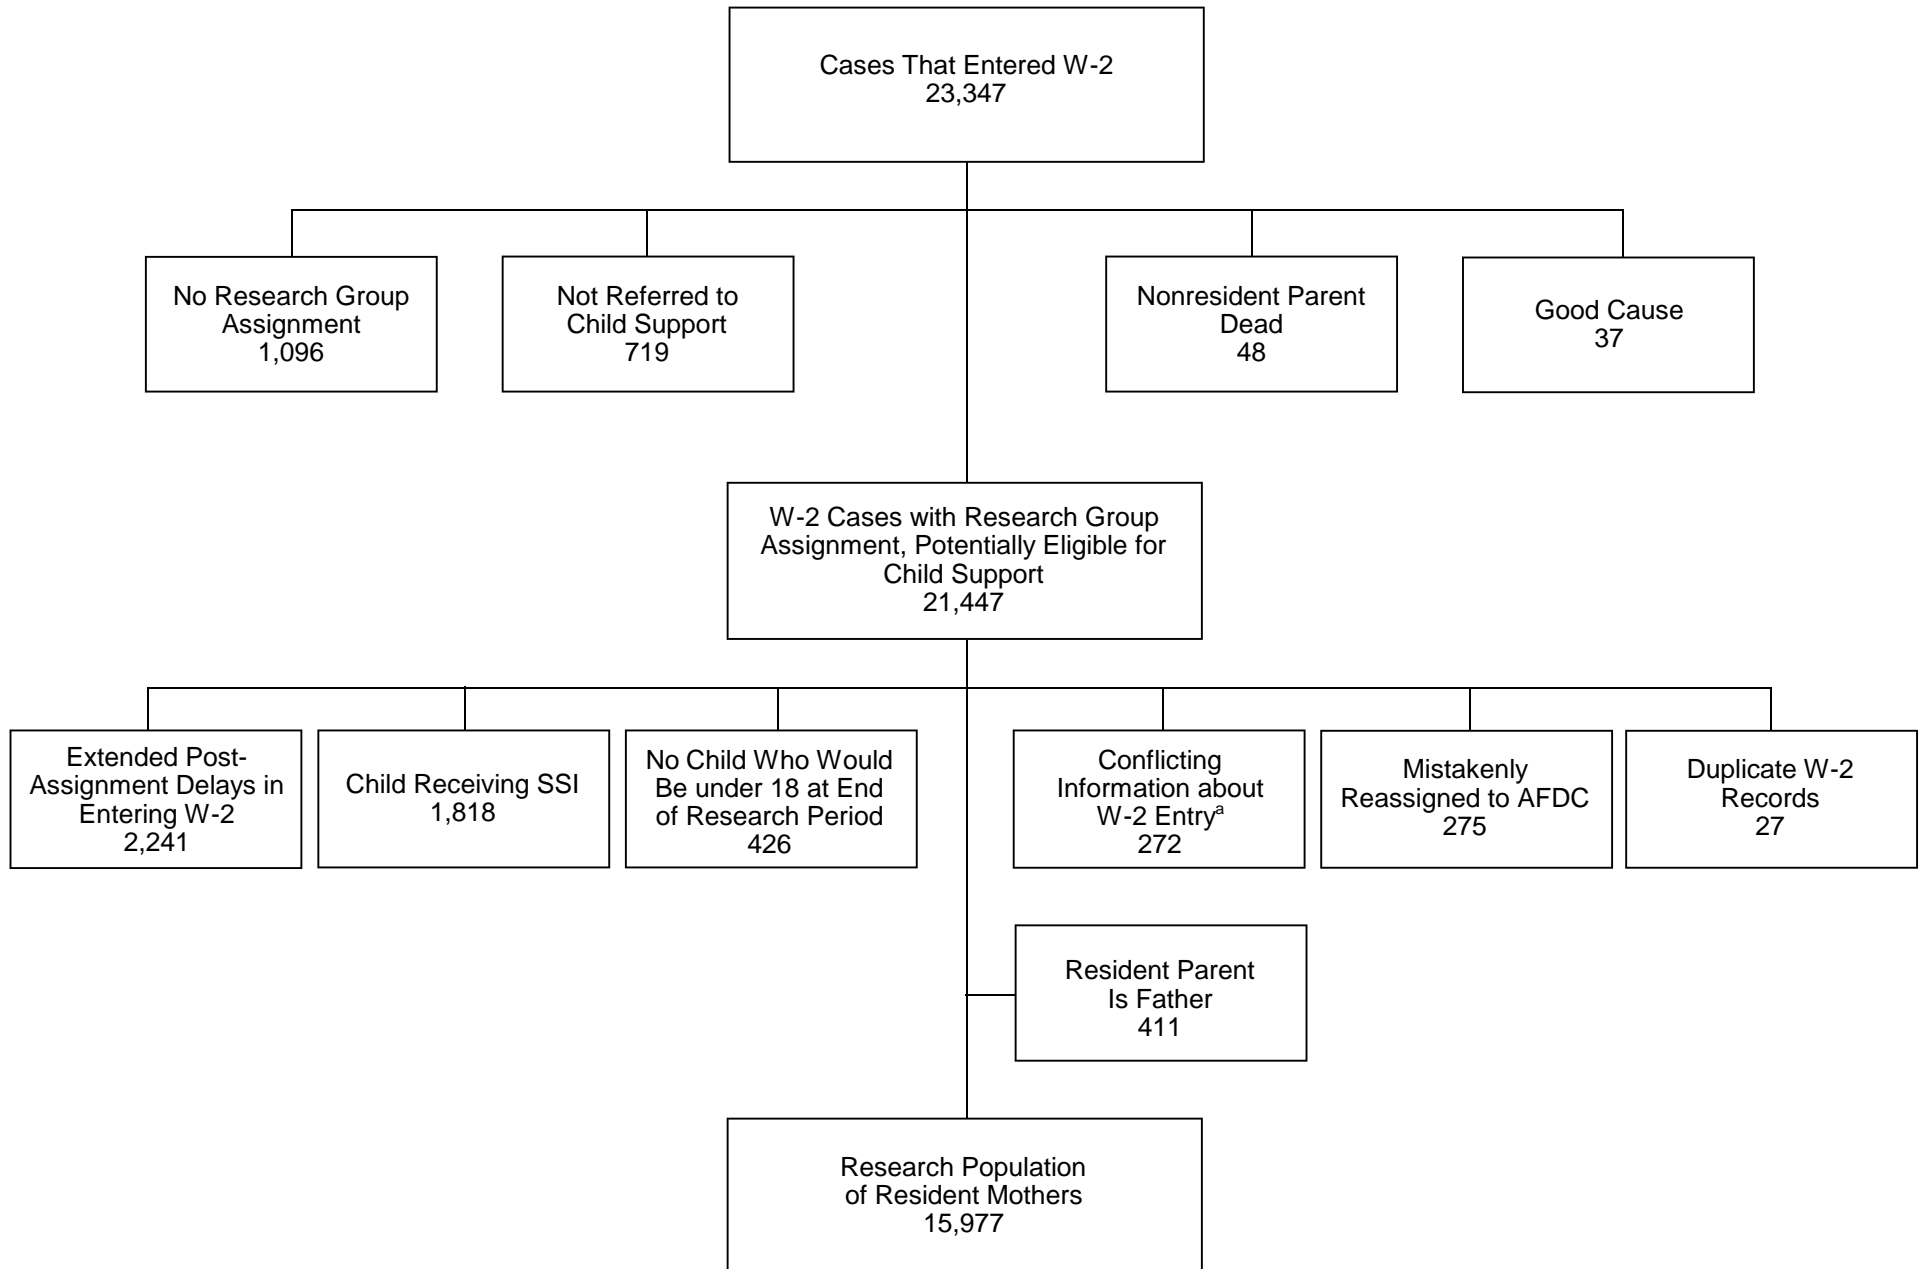 Cases That Entered W-2
23,347
No Research Group
Assignment
1,096
Not Referred to
Child Support
719
Nonresident Parent
Dead
48
Good Cause
37
W-2 Cases with Research Group
Assignment, Potentially Eligible for
Child Support
21,447
Extended Post-
Assignment Delays in
Entering W-2
2,241
Child Receiving SSI
1,818
No Child Who Would
Be under 18 at End
of Research Period
426
Conflicting
Information about
W-2 Entryᵃ
272
Mistakenly
Reassigned to AFDC
275
Duplicate W-2
Records
27
Resident Parent
Is Father
411
Research Population
of Resident Mothers
15,977